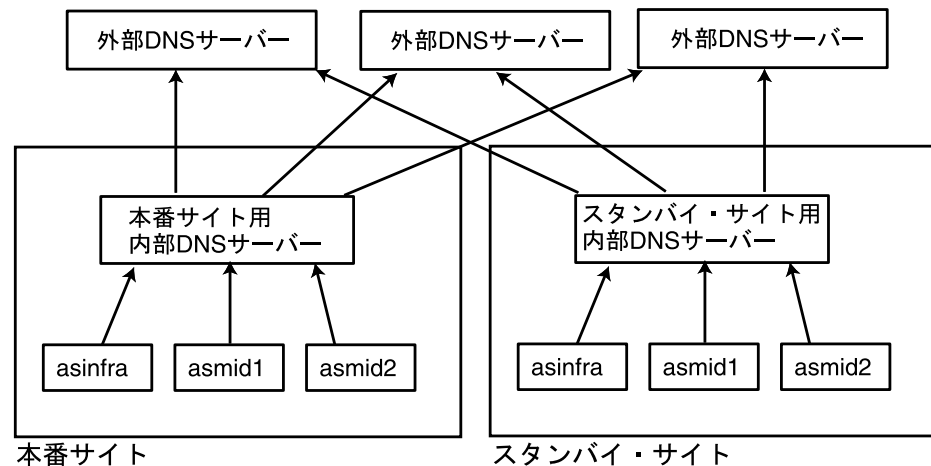 外部DNSサーバー
外部DNSサーバー
外部DNSサーバー
本番サイト用
内部DNSサーバー
スタンバイ・サイト用
内部DNSサーバー
asinfra
asmid1
asmid2
asinfra
asmid1
asmid2
本番サイト
スタンバイ・サイト